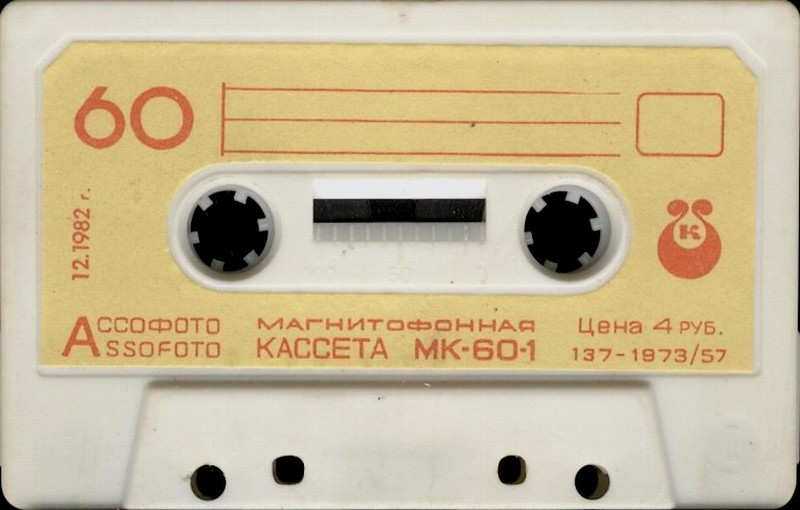 60
12.1982 г.
К
АССОФОТО
ASSOFOTO
МАГНИТОФОННАЯ
КАССЕТА МК-60-1
Цена 4 РУБ.
137-1973/57